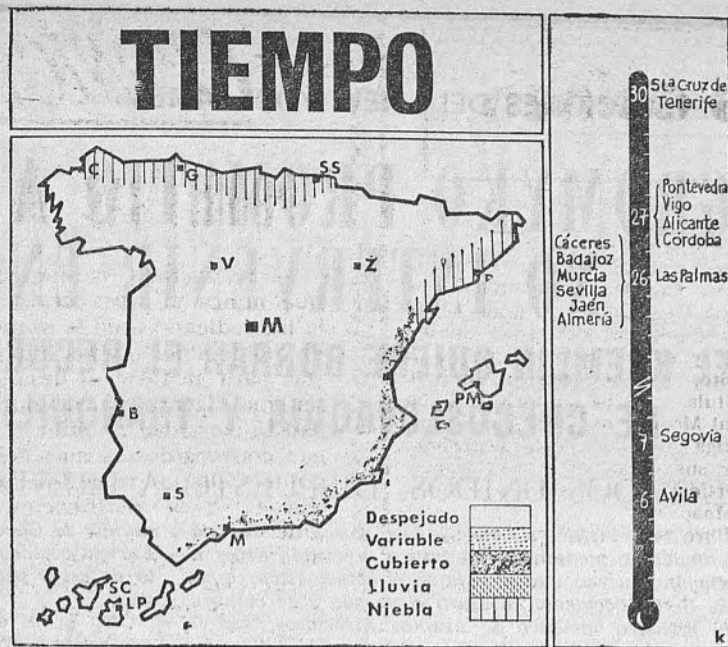 TIEMPO
C
G
SS
V
Z
M
PM
B
S
M
SC
LP
Despejado
Variable
Cubierto
Lluvia
Niebla
30
Sta Cruz de
Tenerife
27
Pontevedra
Vigo
Alicante
Córdoba
Cáceres
Badajoz
Murcia
Sevilla
Jaén
Almería
26
Las Palmas
7
Segovia
6
Avila
k